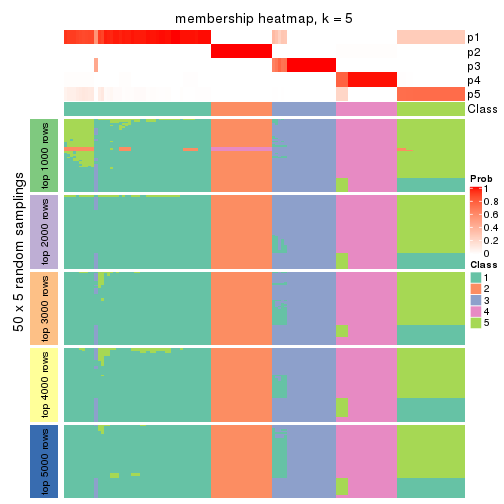 membership heatmap, k = 5
p1
p2
p3
p4
p5
Class
50 x 5 random samplings
top 1000 rows
top 2000 rows
top 3000 rows
top 4000 rows
top 5000 rows
Prob
1
0.8
0.6
0.4
0.2
0
Class
1
2
3
4
5